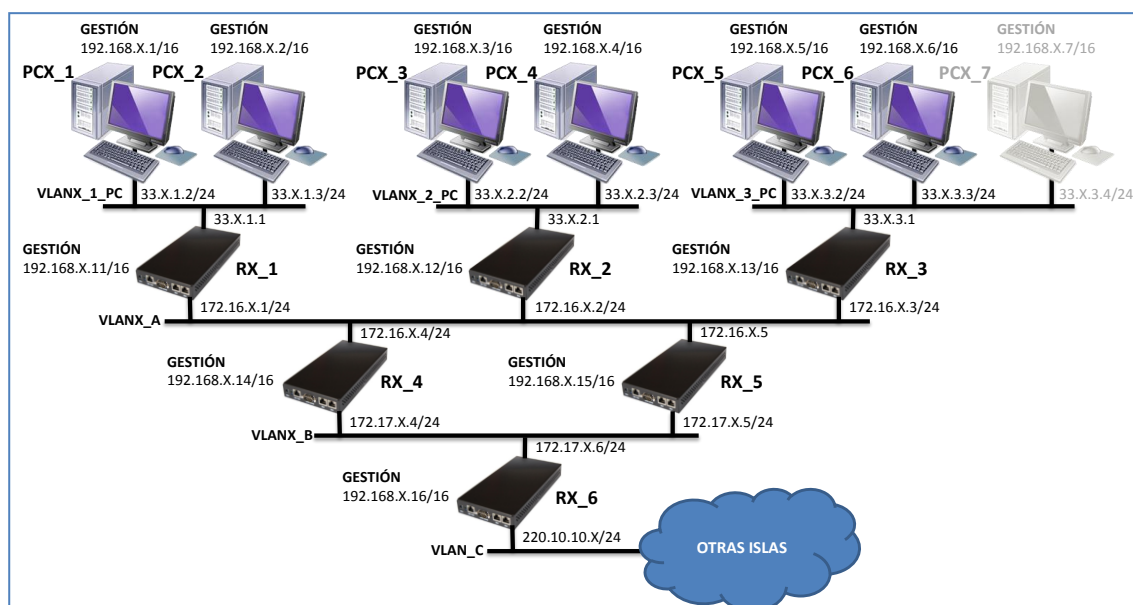 GESTIÓN
192.168.X.1/16
GESTIÓN
192.168.X.2/16
GESTIÓN
192.168.X.3/16
GESTIÓN
192.168.X.4/16
GESTIÓN
192.168.X.5/16
GESTIÓN
192.168.X.6/16
GESTIÓN
192.168.X.7/16
PCX_1
PCX_2
PCX_3
PCX_4
PCX_5
PCX_6
PCX_7
VLANX_1_PC
33.X.1.2/24
33.X.1.3/24
VLANX_2_PC
33.X.2.2/24
33.X.2.3/24
VLANX_3_PC
33.X.3.2/24
33.X.3.3/24
33.X.3.4/24
33.X.1.1
33.X.2.1
33.X.3.1
GESTIÓN
192.168.X.11/16
RX_1
GESTIÓN
192.168.X.12/16
RX_2
GESTIÓN
192.168.X.13/16
RX_3
172.16.X.1/24
172.16.X.2/24
172.16.X.3/24
VLANX_A
172.16.X.4/24
172.16.X.5
GESTIÓN
192.168.X.14/16
RX_4
GESTIÓN
192.168.X.15/16
RX_5
172.17.X.4/24
172.17.X.5/24
VLANX_B
172.17.X.6/24
GESTIÓN
192.168.X.16/16
RX_6
220.10.10.X/24
VLAN_C
OTRAS ISLAS